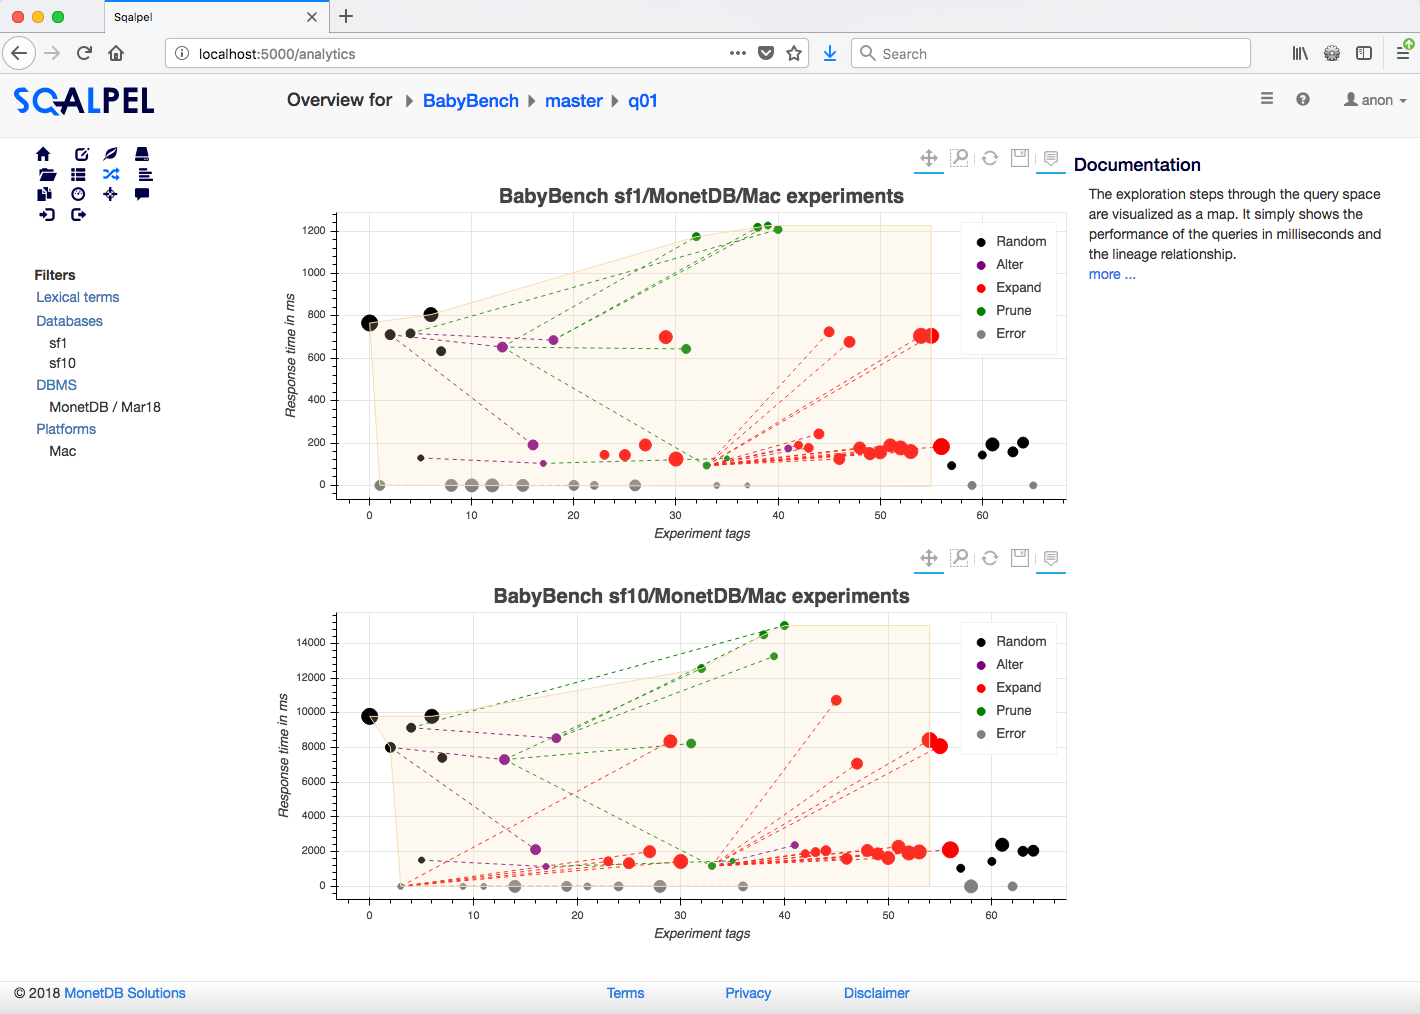 Sqalpel
localhost:5000/analytics
Search
SQALPEL
Overview for BabyBench master q01
anon
Filters
Lexical terms
Databases
sf1
sf10
DBMS
MonetDB / Mar18
Platforms
Mac
BabyBench sf1/MonetDB/Mac experiments
Response time in ms
1200
1000
800
600
400
200
0
0 10 20 30 40 50 60
Experiment tags
Random
Alter
Expand
Prune
Error
BabyBench sf10/MonetDB/Mac experiments
Response time in ms
14000
12000
10000
8000
6000
4000
2000
0
0 10 20 30 40 50 60
Experiment tags
Random
Alter
Expand
Prune
Error
Documentation
The exploration steps through the query space
are visualized as a map. It simply shows the
performance of the queries in milliseconds and
the lineage relationship.
more ...
© 2018 MonetDB Solutions
Terms
Privacy
Disclaimer